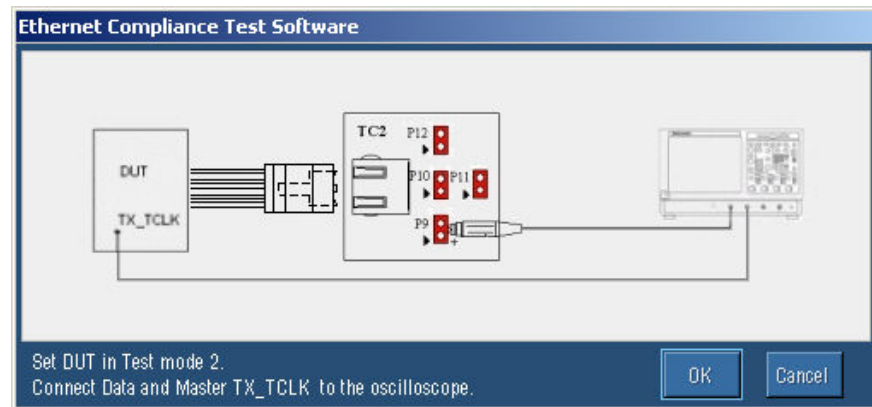 Ethernet Compliance Test Software
TC2
P12
DUT
P10
P11
TX_TCLK
P9
+
Set DUT in Test mode 2.
Connect Data and Master TX_TCLK to the oscilloscope.
OK
Cancel